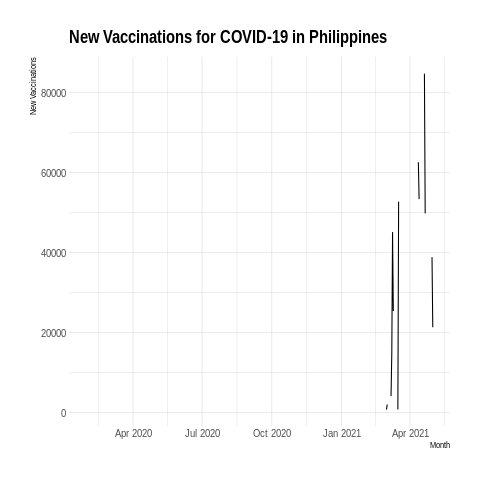 New Vaccinations for COVID-19 in Philippines
New Vaccinations
80000
60000
40000
20000
0
Apr 2020 Jul 2020 Oct 2020 Jan 2021 Apr 2021
Month